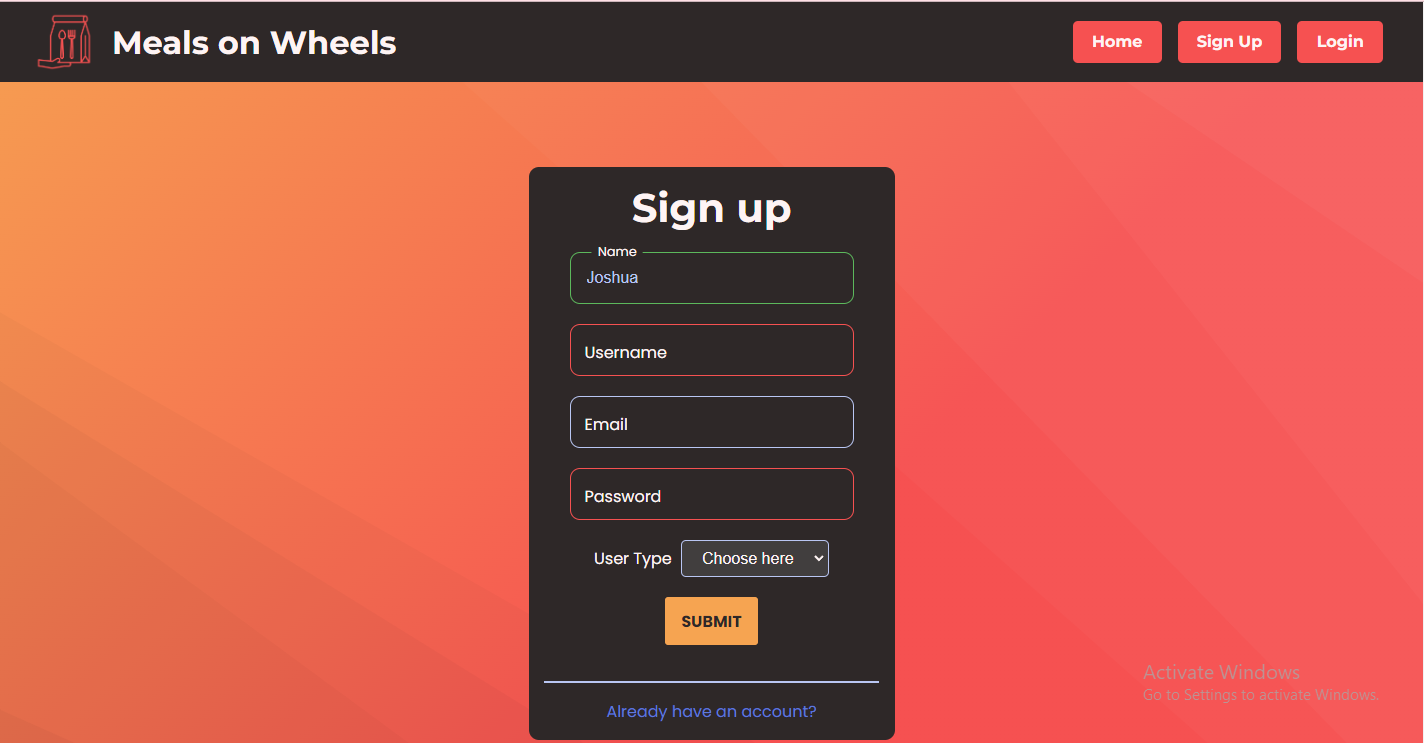 Meals on Wheels
Home
Sign Up
Login
Sign up
Name
Joshua
Username
Email
Password
User Type
Choose here
SUBMIT
Already have an account?
Activate Windows
Go to Settings to activate Windows.